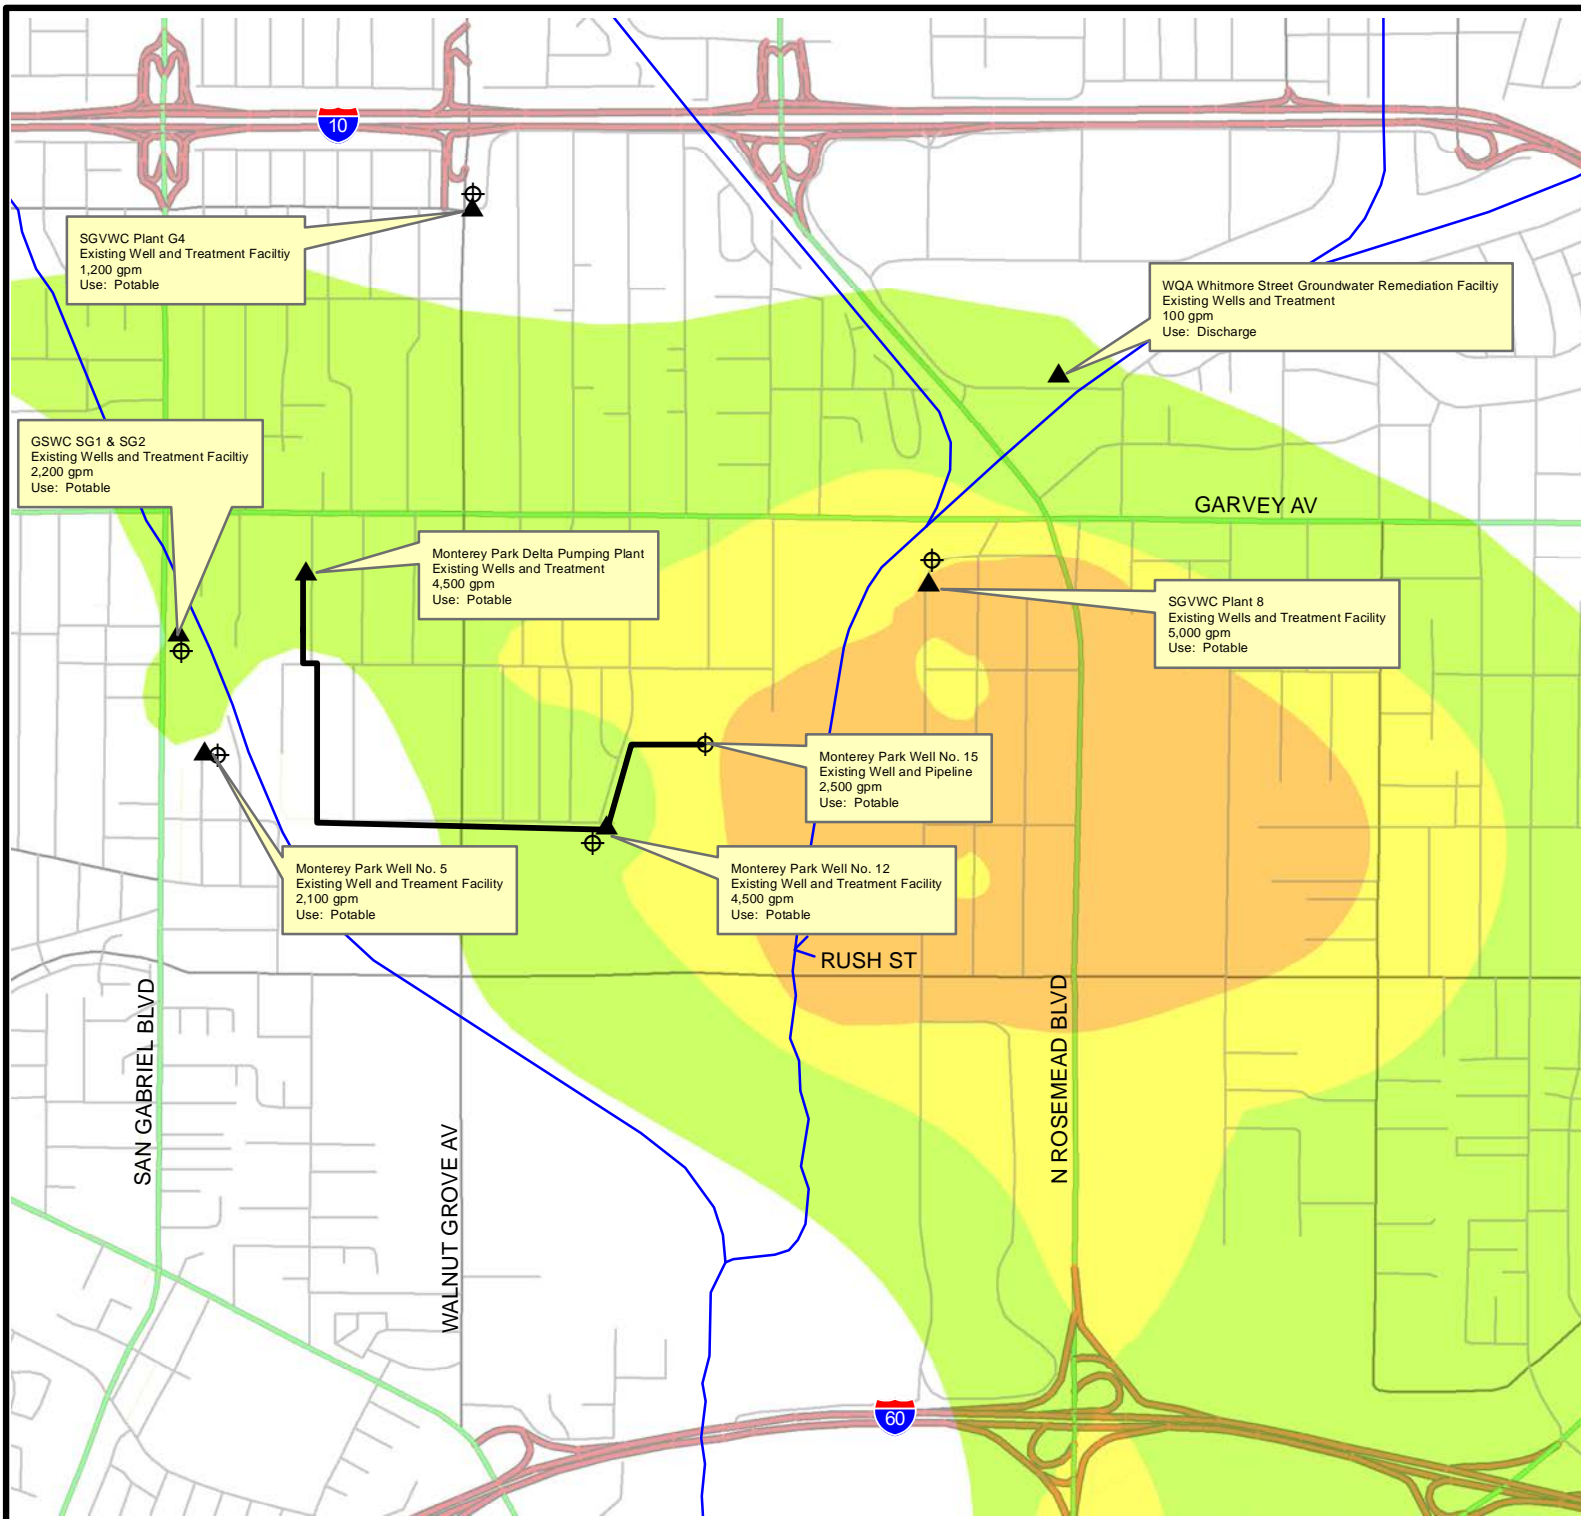 10
SGVWC Plant G4
Existing Well and Treatment Faciltiy
1,200 gpm
Use: Potable
WQA Whitmore Street Groundwater Remediation Faciltiy
Existing Wells and Treatment
100 gpm
Use: Discharge
GSWC SG1 & SG2
Existing Wells and Treatment Faciltiy
2,200 gpm
Use: Potable
GARVEY AV
Monterey Park Delta Pumping Plant
Existing Wells and Treatment
4,500 gpm
Use: Potable
SGVWC Plant 8
Existing Wells and Treatment Facility
5,000 gpm
Use: Potable
Monterey Park Well No. 15
Existing Well and Pipeline
2,500 gpm
Use: Potable
Monterey Park Well No. 5
Existing Well and Treament Facility
2,100 gpm
Use: Potable
Monterey Park Well No. 12
Existing Well and Treament Facility
4,500 gpm
Use: Potable
RUSH ST
SAN GABRIEL BLVD
WALNUT GROVE AV
N ROSEMEAD BLVD
60